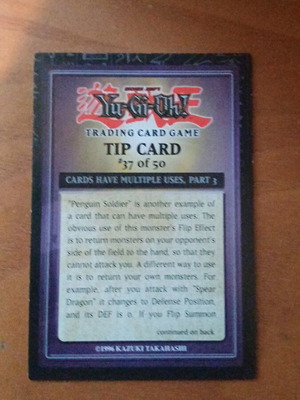 遊戯王
Yu-Gi-Oh!
TRADING CARD GAME
TIP CARD
#37 of 50
CARDS HAVE MULTIPLE USES, PART 3
"Penguin Soldier" is another example of
a card that can have multiple uses. The
obvious use of this monster's Flip Effect
is to return monsters on your opponent's
side of the field to the hand, so that they
cannot attack you. A different way to use
it is to return your own monsters. For
example, after you attack with "Spear
Dragon" it changes to Defense Position,
and its DEF is 0. If you Flip Summon
continued on back
©1996 KAZUKI TAKAHASHI